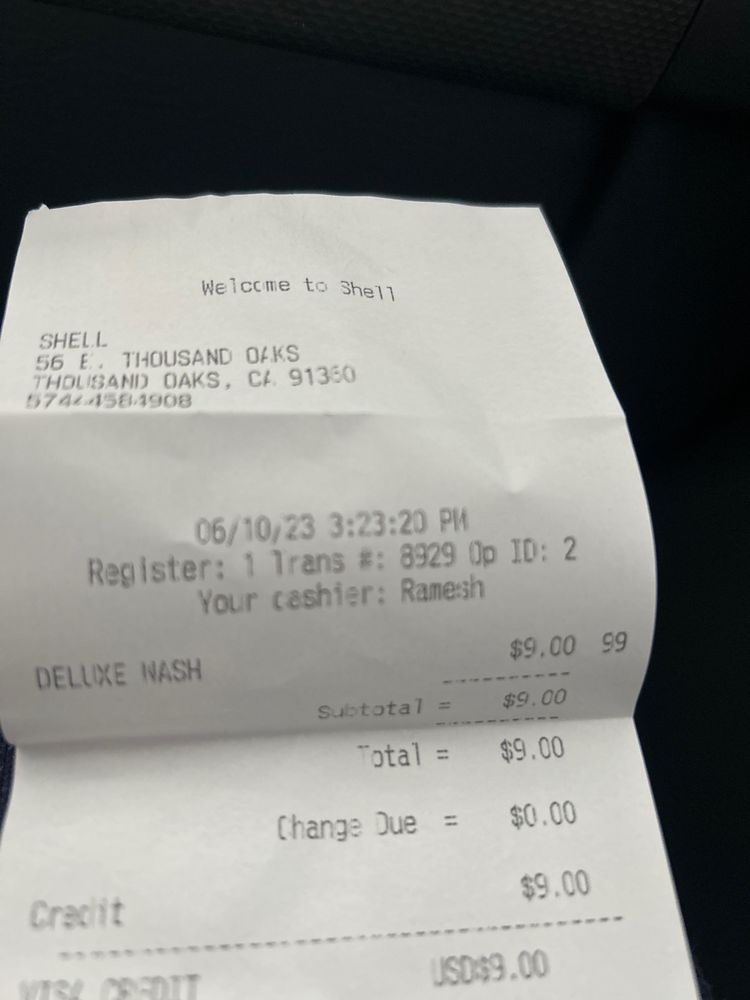 Welcome to Shell
SHELL
56 E. THOUSAND OAKS
THOUSAND OAKS, CA 91360
06/10/23 3:23:20 PM
Register: 1 Trans #: 8929 Op ID: 2
Your cashier: Ramesh
DELUXE WASH $9.00 99
Subtotal = $9.00
Total = $9.00
Change Due = $0.00
Credit $9.00
VISA CREDIT USD$9.00